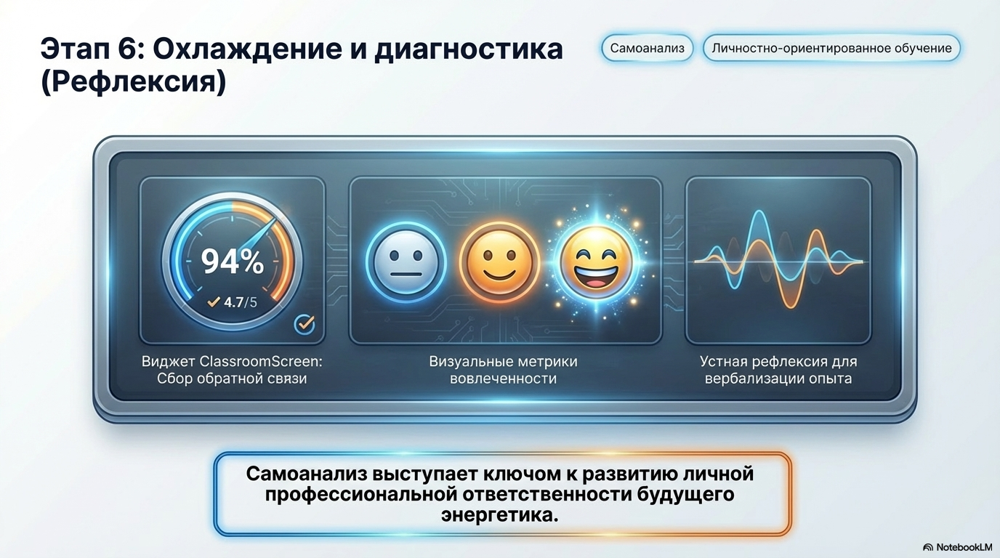 Этап 6: Охлаждение и диагностика
(Рефлексия)
Самоанализ
Личностно-ориентированное обучение
94%
4.7/5
Виджет ClassroomScreen:
Сбор обратной связи
Визуальные метрики
вовлеченности
Устная рефлексия для
вербализации опыта
Самоанализ выступает ключом к развитию личной
профессиональной ответственности будущего
энергетика.
NotebookLM